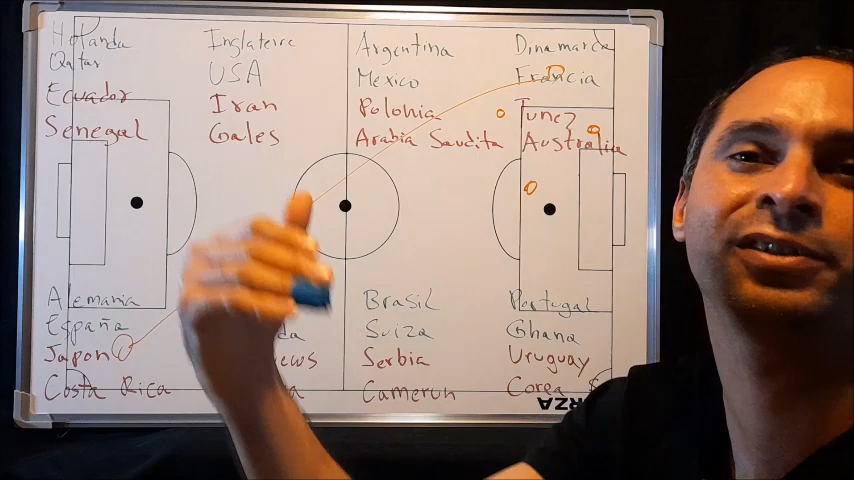 Holanda
Qatar
Ecuador
Senegal
Inglaterra
USA
Iran
Gales
Argentina
Mexico
Polonia
Arabia Saudita
Dinamarca
Francia
Tunez
Australia
Alemania
España
Japon
Costa Rica
Brasil
Suiza
Serbia
Camerun
Portugal
Ghana
Uruguay
Corea S